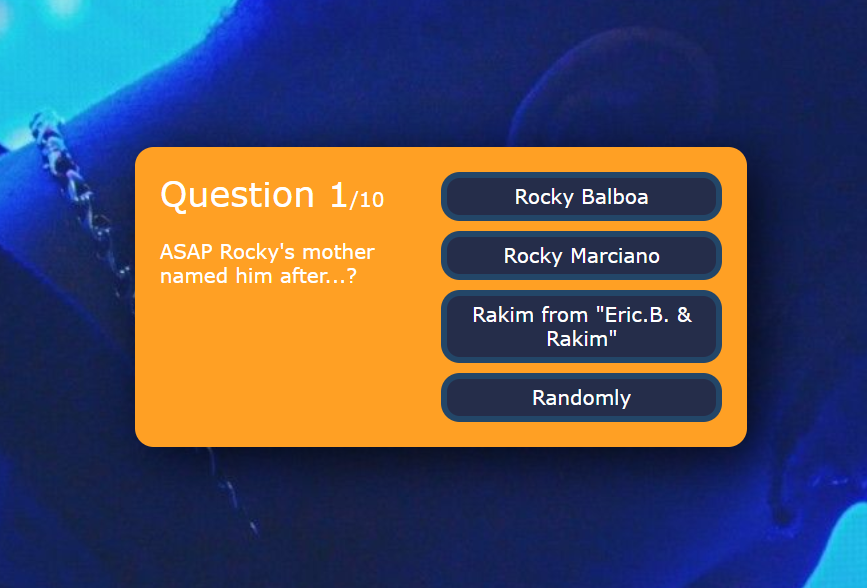 Question 1/10
ASAP Rocky's mother
named him after...?
Rocky Balboa
Rocky Marciano
Rakim from "Eric.B. &
Rakim"
Randomly